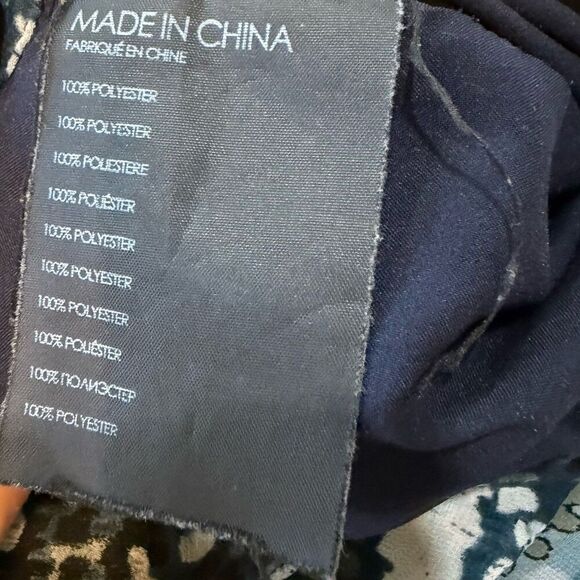 MADE IN CHINA
FABRIQUÉ EN CHINE
100% POLYESTER
100% POLYESTER
100% POLIESTERE
100% POLIÉSTER
100% POLYESTER
100% POLYESTER
100% POLYESTER
100% POLIÉSTER
100% ПОЛИЭСТЕР
100% POLYESTER